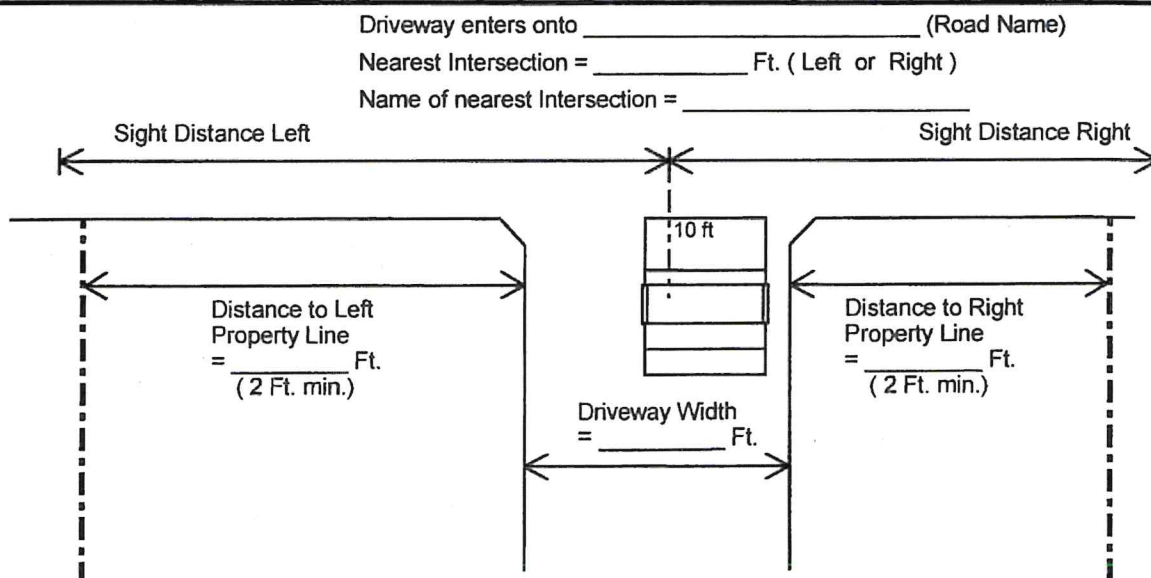 Driveway enters onto ____________________ (Road Name)
Nearest Intersection = __________ Ft. ( Left or Right )
Name of nearest Intersection = __________________
Sight Distance Left
Sight Distance Right
10 ft
Distance to Left
Property Line
= ________ Ft.
( 2 Ft. min.)
Distance to Right
Property Line
= ________ Ft.
( 2 Ft. min.)
Driveway Width
= ________ Ft.